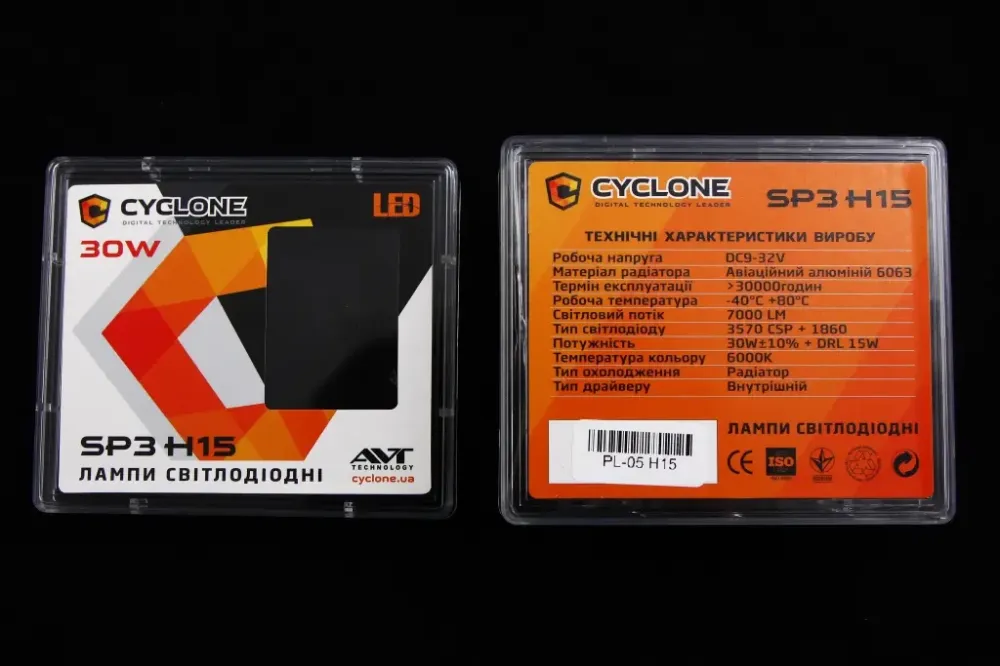 CYCLONE
DIGITAL TECHNOLOGY LEADER
LED
30W
SP3 H15
ЛАМПИ СВІТЛОДІОДНІ
AVT
TECHNOLOGY
cyclone.ua
CYCLONE
DIGITAL TECHNOLOGY LEADER
SP3 H15
ТЕХНІЧНІ ХАРАКТЕРИСТИКИ ВИРОБУ
Робоча напруга DC9-32V
Матеріал радіатора Авіаційний алюміній 6063
Термін експлуатації >30000годин
Робоча температура -40°C +80°C
Світловий потік 7000 LM
Тип світлодіоду 3570 CSP + 1860
Потужність 30W±10% + DRL 15W
Температура кольору 6000K
Тип охолодження Радіатор
Тип драйверу Внутрішній
ЛАМПИ СВІТЛОДІОДНІ
PL-05 H15
CE ISO